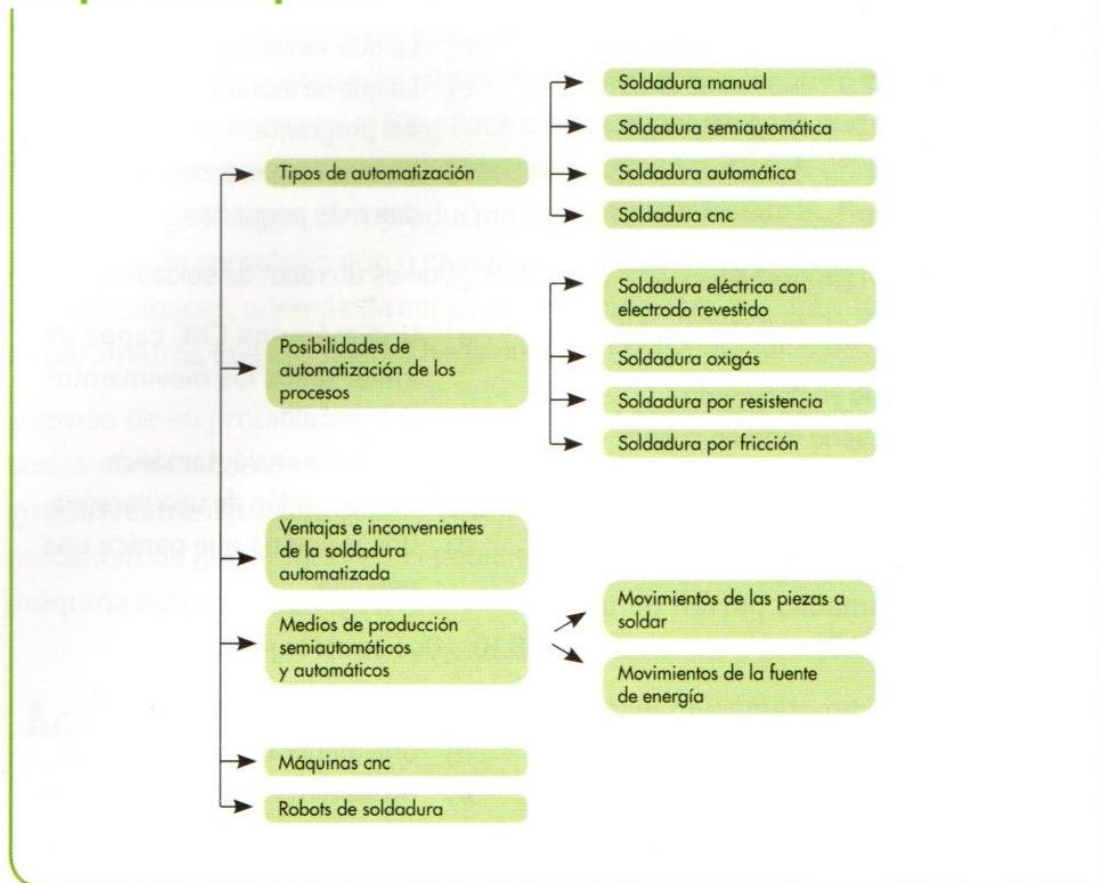 Soldadura manual
Soldadura semiautomática
Tipos de automatización
Soldadura automática
Soldadura cnc
Soldadura eléctrica con
electrodo revestido
Posibilidades de
automatización de los
procesos
Soldadura oxigás
Soldadura por resistencia
Soldadura por fricción
Ventajas e inconvenientes
de la soldadura
automatizada
Medios de producción
semiautomáticos
y automáticos
Movimientos de las piezas a
soldar
Movimientos de la fuente
de energía
Máquinas cnc
Robots de soldadura